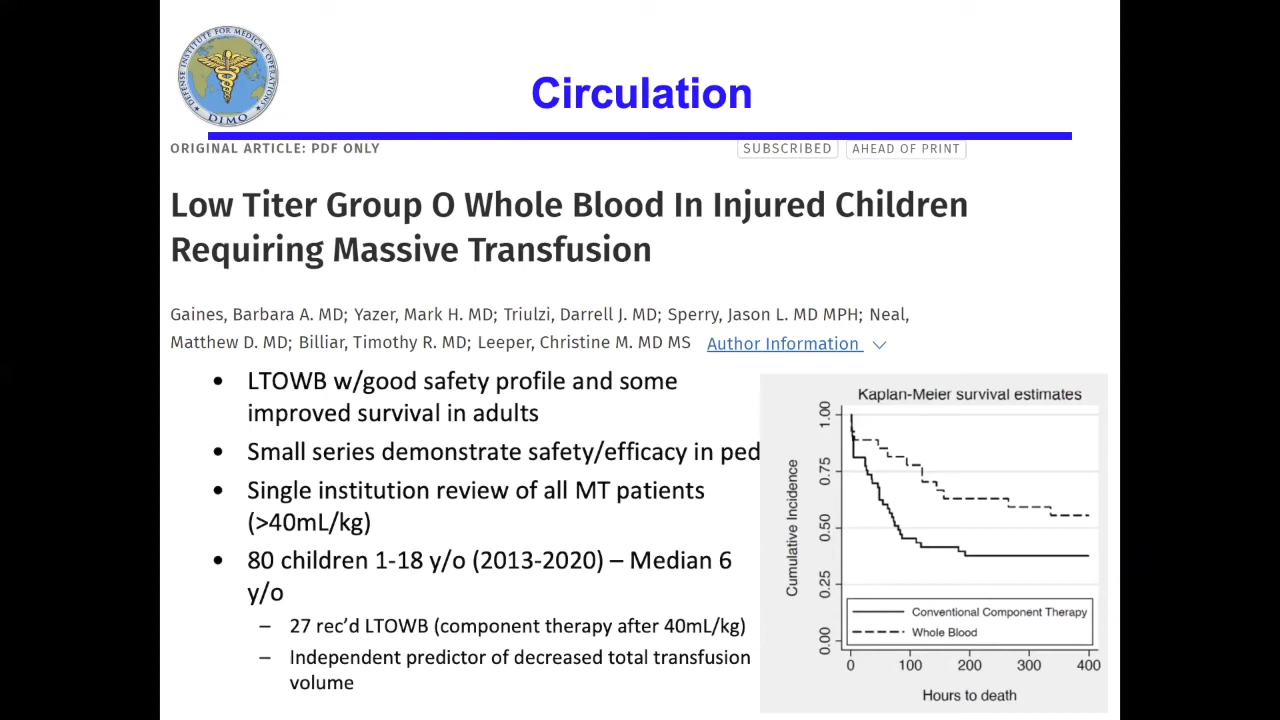 DEFENSE INSTITUTE FOR MEDICAL OPERATIONS
DIMO
Circulation
ORIGINAL ARTICLE: PDF ONLY
SUBSCRIBED
AHEAD OF PRINT
Low Titer Group O Whole Blood In Injured Children
Requiring Massive Transfusion
Gaines, Barbara A. MD; Yazer, Mark H. MD; Triulzi, Darrell J. MD; Sperry, Jason L. MD MPH; Neal,
Matthew D. MD; Billiar, Timothy R. MD; Leeper, Christine M. MD MS Author Information
• LTOWB w/good safety profile and some
improved survival in adults
• Small series demonstrate safety/efficacy in ped
• Single institution review of all MT patients
(>40mL/kg)
• 80 children 1-18 y/o (2013-2020) – Median 6
y/o
– 27 rec'd LTOWB (component therapy after 40mL/kg)
– Independent predictor of decreased total transfusion
volume
Kaplan-Meier survival estimates
Cumulative Incidence
1.00
0.75
0.50
0.25
0.00
Conventional Component Therapy
Whole Blood
0 100 200 300 400
Hours to death